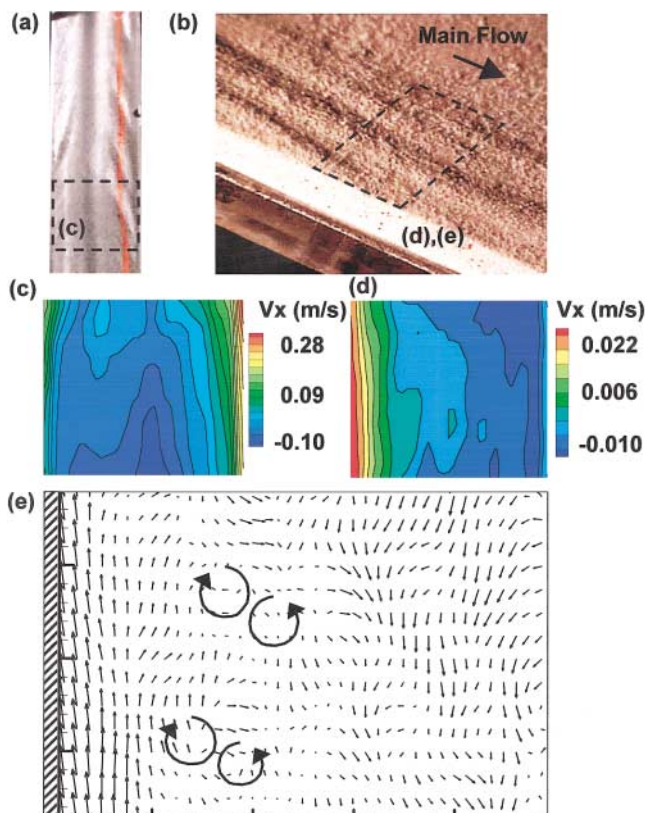 (a)
(b)
Main Flow
(c)
(d),(e)
(c)
Vx (m/s)
0.28
0.09
-0.10
(d)
Vx (m/s)
0.022
0.006
-0.010
(e)